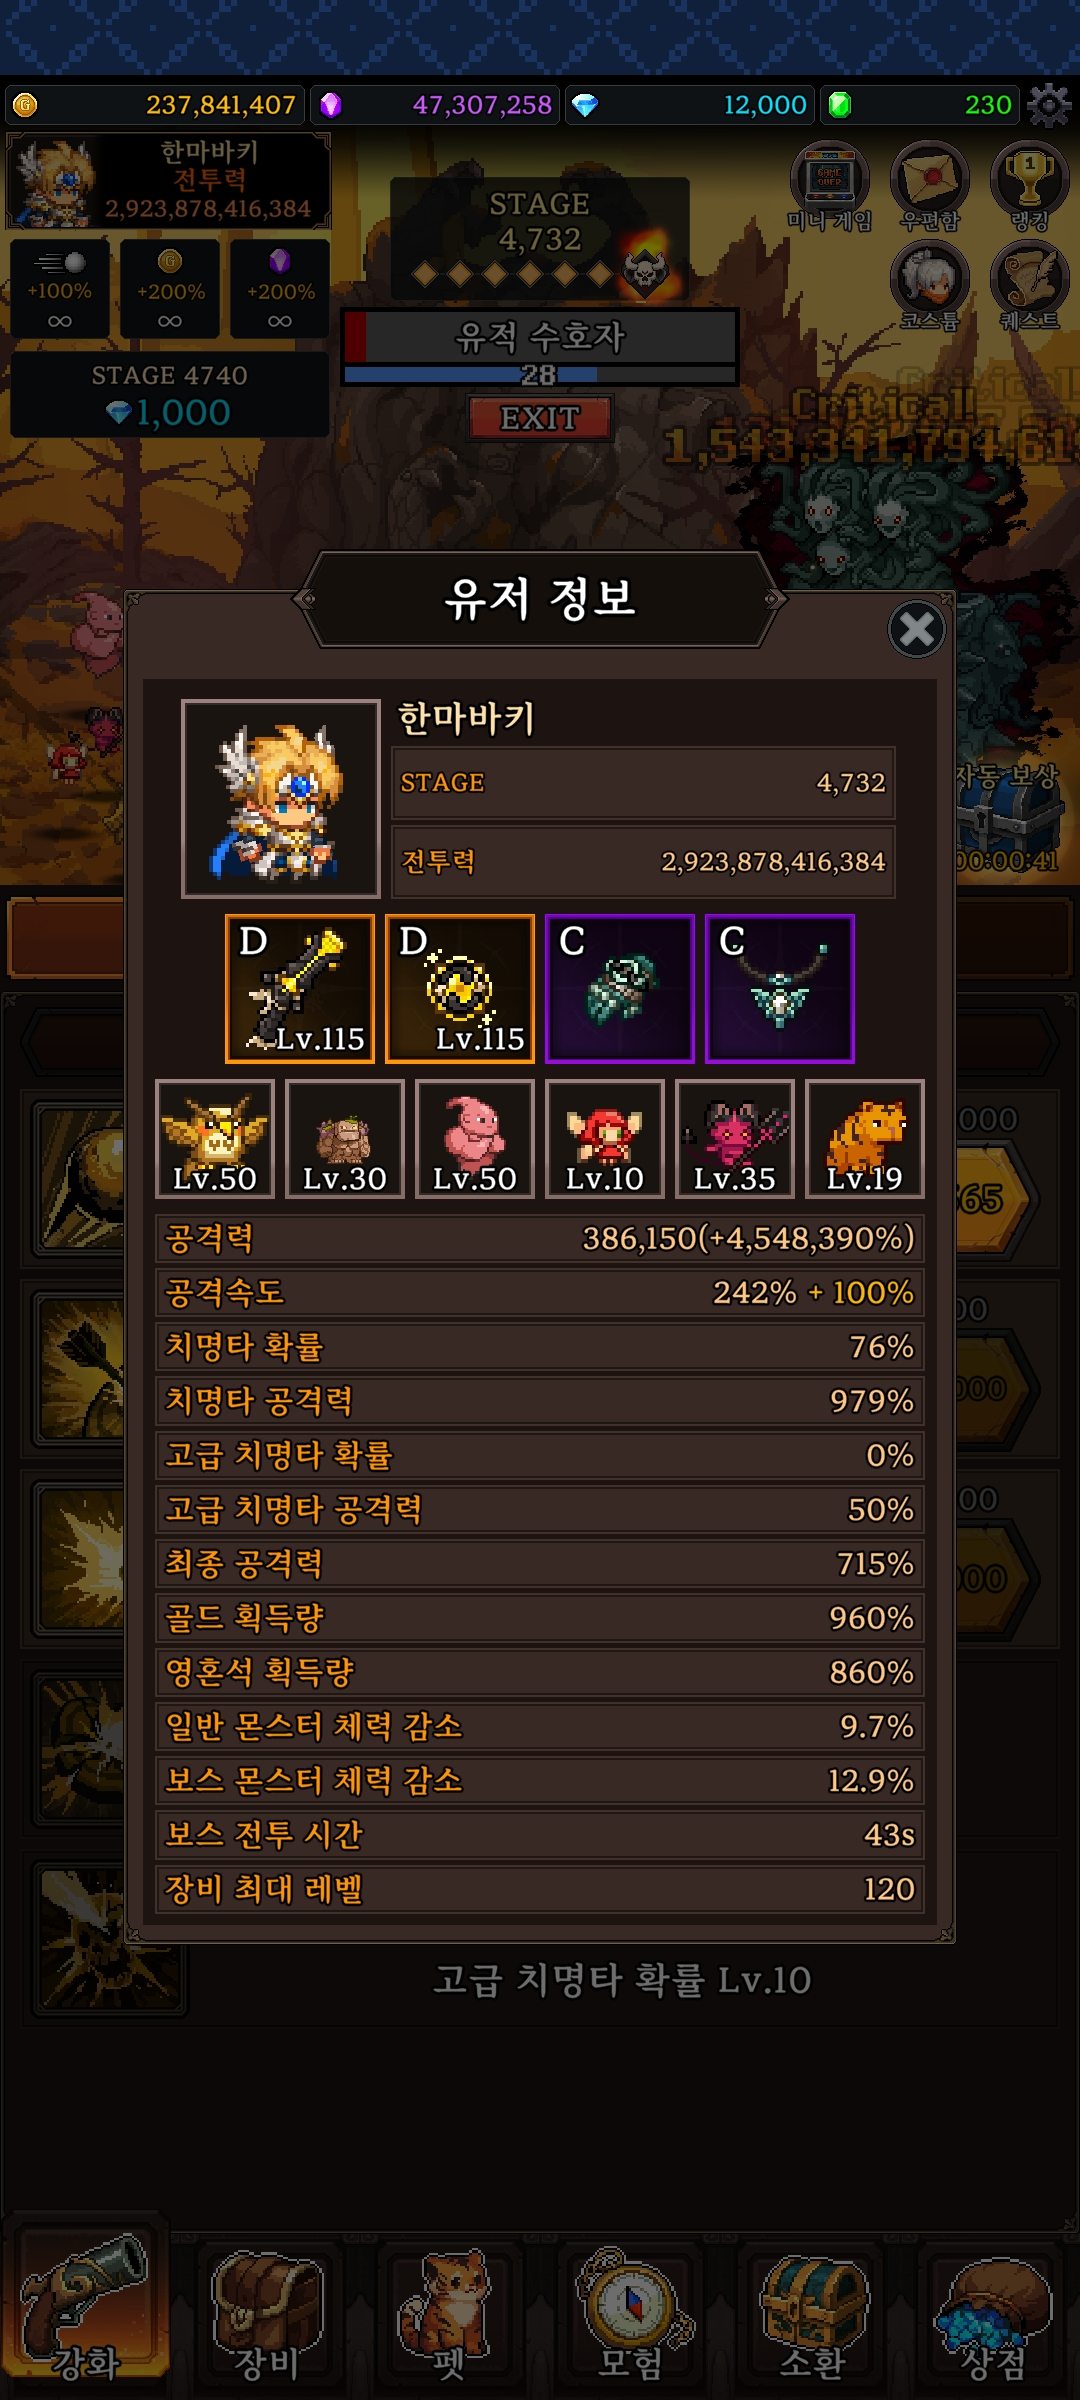 237,841,407
47,307,258
12,000
230
한마바키
전투력
2,923,878,416,384
+100%
∞
+200%
∞
+200%
∞
STAGE 4740
1,000
STAGE
4,732
유적 수호자
28
EXIT
GAME OVER
미니 게임
우편함
1
랭킹
코스튬
퀘스트
Critical!
유저 정보
한마바키
STAGE
4,732
전투력
2,923,878,416,384
자동 보상
00:00:41
D
Lv.115
D
Lv.115
C
C
Lv.50
Lv.30
Lv.50
Lv.10
Lv.35
Lv.19
공격력
386,150(+4,548,390%)
공격속도
242% + 100%
치명타 확률
76%
치명타 공격력
979%
고급 치명타 확률
0%
고급 치명타 공격력
50%
최종 공격력
715%
골드 획득량
960%
영혼석 획득량
860%
일반 몬스터 체력 감소
9.7%
보스 몬스터 체력 감소
12.9%
보스 전투 시간
43s
장비 최대 레벨
120
고급 치명타 확률 Lv.10
강화
장비
펫
모험
소환
상점